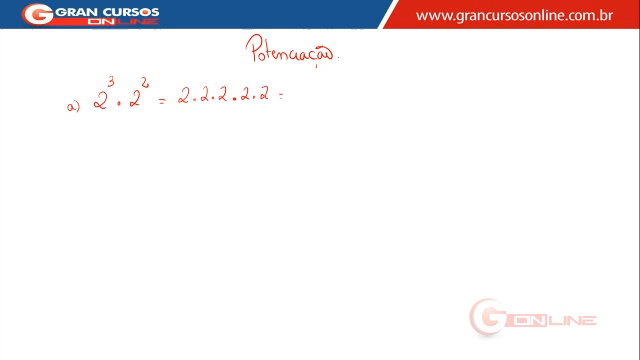 GRAN CURSOS
ONLINE
www.grancursosonline.com.br
Potenciação.
a) 2³ . 2² = 2 . 2 . 2 . 2 . 2 =
G ONLINE